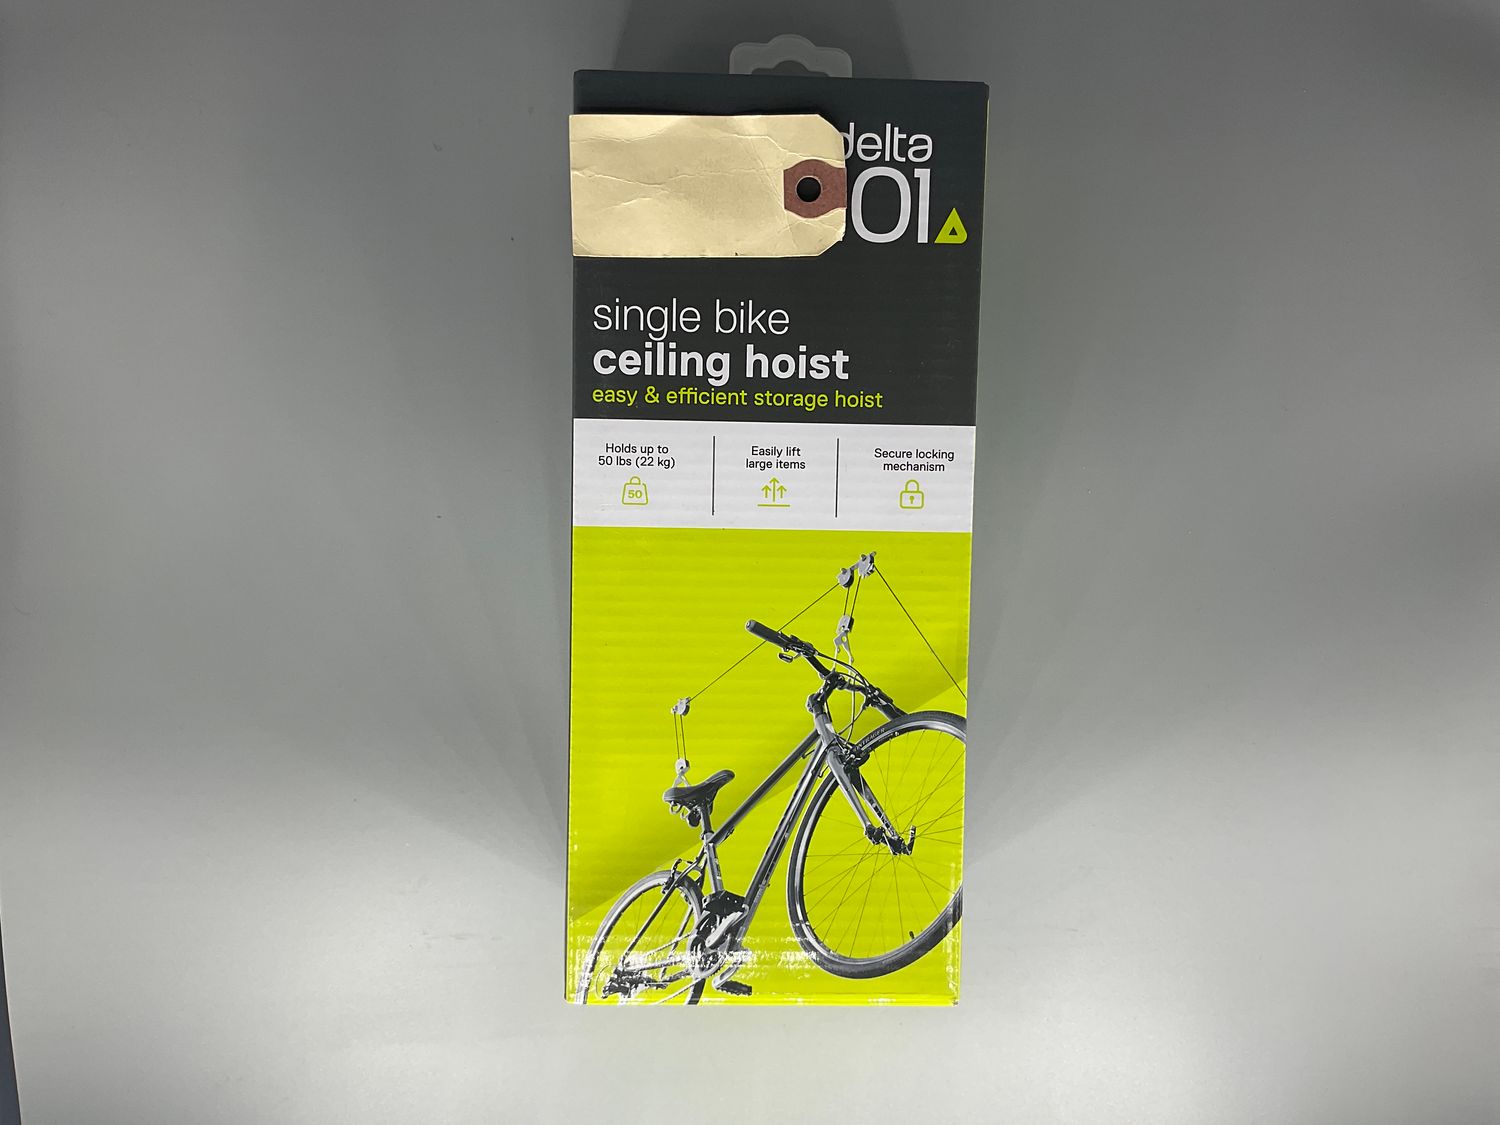 delta
01
single bike
ceiling hoist
easy & efficient storage hoist
Holds up to
50 lbs (22 kg)
50
Easily lift
large items
Secure locking
mechanism